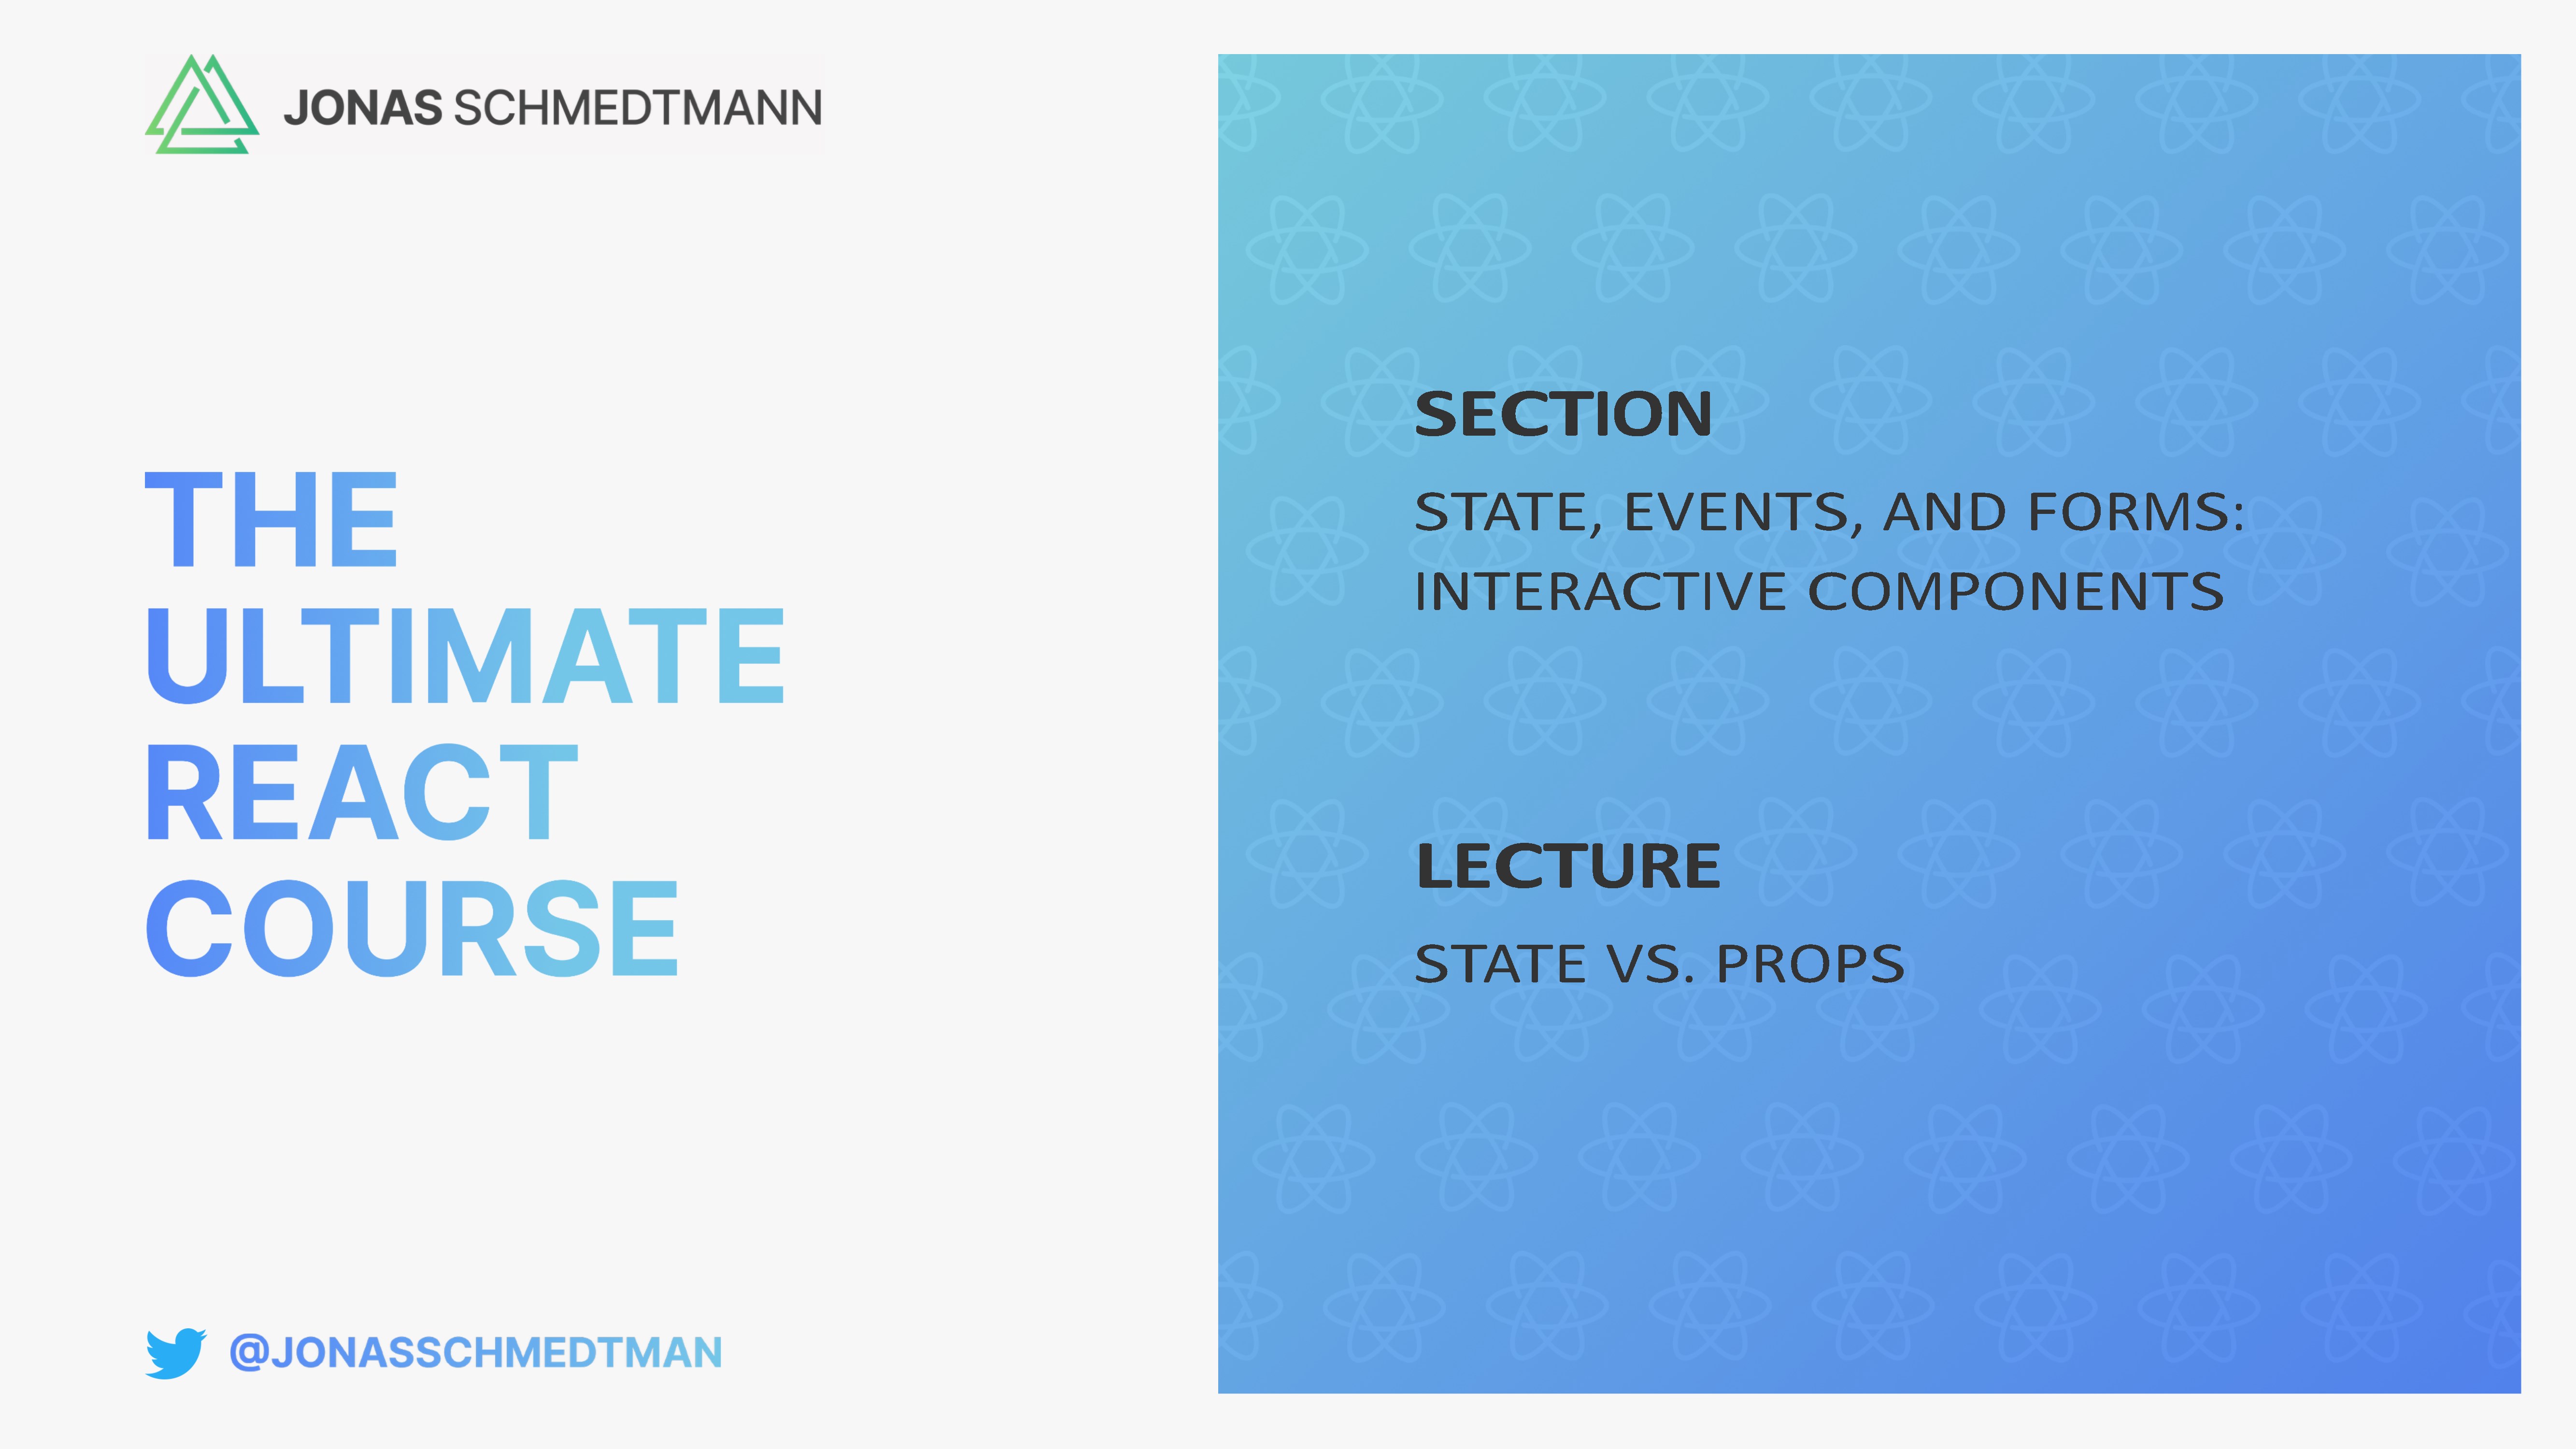 JONAS SCHMEDTMANN
THE
ULTIMATE
REACT
COURSE
@JONASSCHMEDTMAN
SECTION
STATE, EVENTS, AND FORMS:
INTERACTIVE COMPONENTS
LECTURE
STATE VS. PROPS